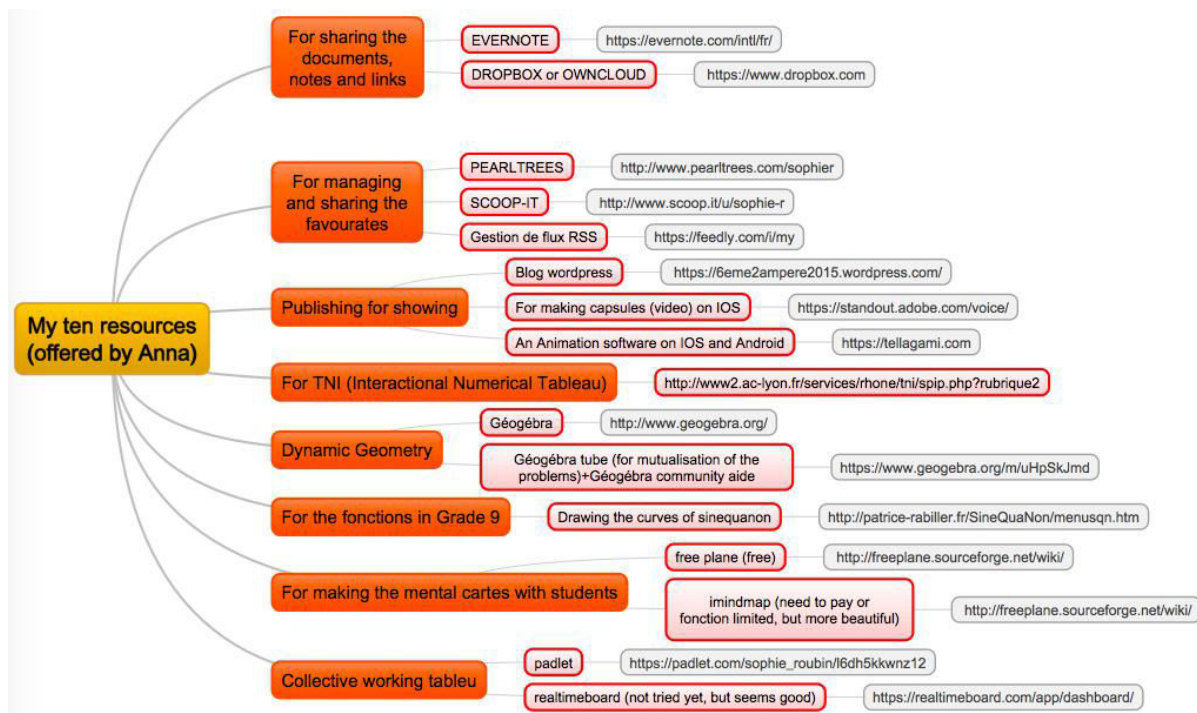 My ten resources
(offered by Anna)
For sharing the
documents,
notes and links
EVERNOTE
https://evernote.com/intl/fr/
DROPBOX or OWNCLOUD
https://www.dropbox.com
For managing
and sharing the
favourates
PEARLTREES
http://www.pearltrees.com/sophier
SCOOP-IT
http://www.scoop.it/u/sophie-r
Gestion de flux RSS
https://feedly.com/i/my
Publishing for showing
Blog wordpress
https://6eme2ampere2015.wordpress.com/
For making capsules (video) on IOS
https://standout.adobe.com/voice/
An Animation software on IOS and Android
https://tellagami.com
For TNI (Interactional Numerical Tableau)
http://www2.ac-lyon.fr/services/rhone/tni/spip.php?rubrique2
Dynamic Geometry
Géogébra
http://www.geogebra.org/
Géogébra tube (for mutualisation of the
problems)+Géogébra community aide
https://www.geogebra.org/m/uHpSkJmd
For the fonctions in Grade 9
Drawing the curves of sinequanon
http://patrice-rabiller.fr/SineQuaNon/menusqn.htm
For making the mental cartes with students
free plane (free)
http://freeplane.sourceforge.net/wiki/
imindmap (need to pay or
fonction limited, but more beautiful)
http://freeplane.sourceforge.net/wiki/
Collective working tableu
padlet
https://padlet.com/sophie_roubin/l6dh5kkwnz12
realtimeboard (not tried yet, but seems good)
https://realtimeboard.com/app/dashboard/